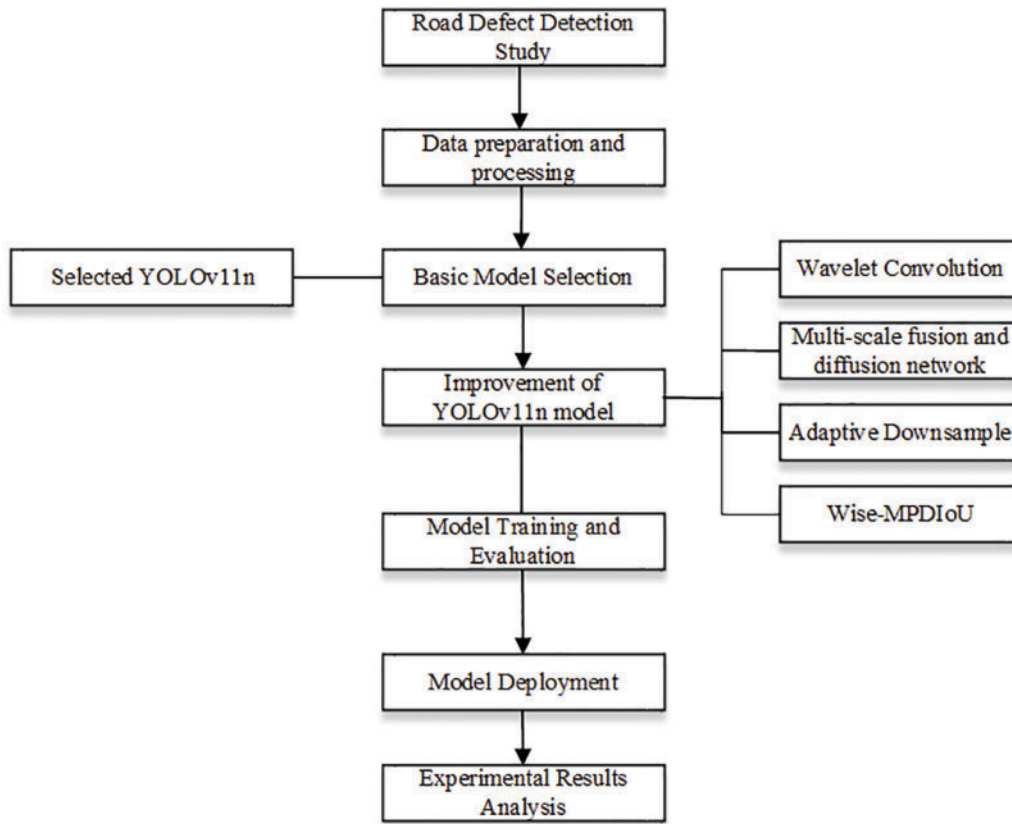 Road Defect Detection
Study
Data preparation and
processing
Selected YOLOv11n
Basic Model Selection
Wavelet Convolution
Multi-scale fusion and
diffusion network
Improvement of
YOLOv11n model
Adaptive Downsample
Wise-MPDIoU
Model Training and
Evaluation
Model Deployment
Experimental Results
Analysis